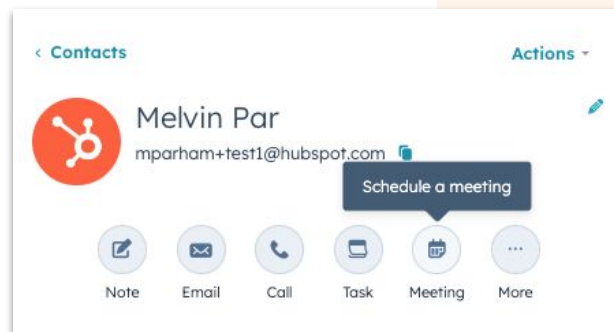 Contacts
Actions
Melvin Par
mparham+test1@hubspot.com
Schedule a meeting
Note Email Call Task Meeting More